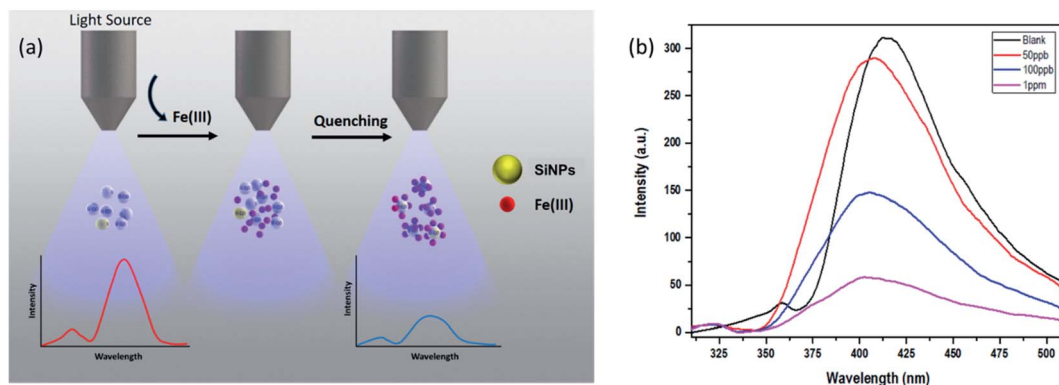 (a)
Light Source
Fe(III)
Quenching
SiNPs
Fe(III)
Intensity
Wavelength
Intensity
Wavelength
(b)
Blank
50ppb
100ppb
1ppm
300
250
200
150
100
50
0
Intensity (a.u.)
325 350 375 400 425 450 475 500
Wavelength (nm)